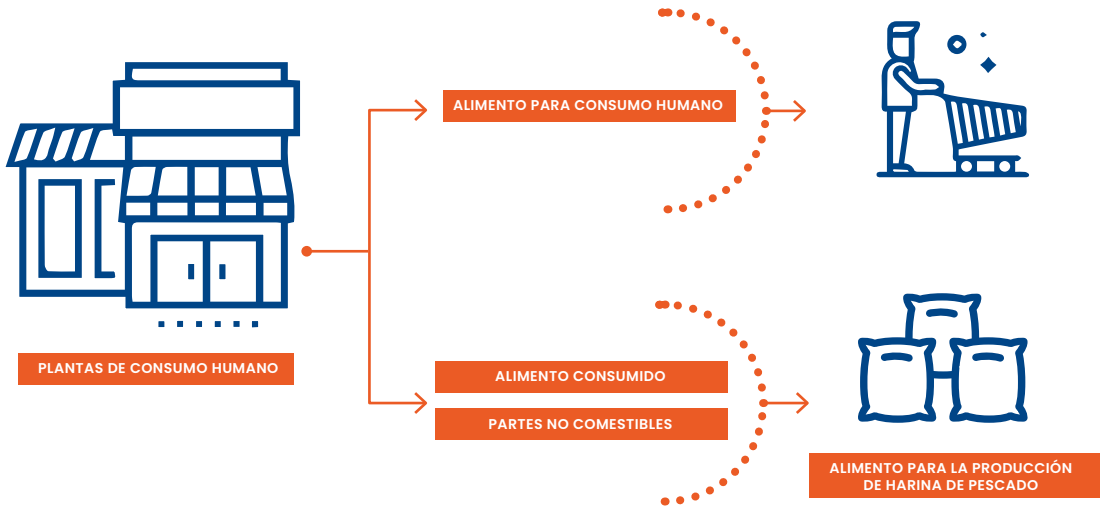 PLANTAS DE CONSUMO HUMANO
ALIMENTO PARA CONSUMO HUMANO
ALIMENTO CONSUMIDO
PARTES NO COMESTIBLES
ALIMENTO PARA LA PRODUCCIÓN
DE HARINA DE PESCADO